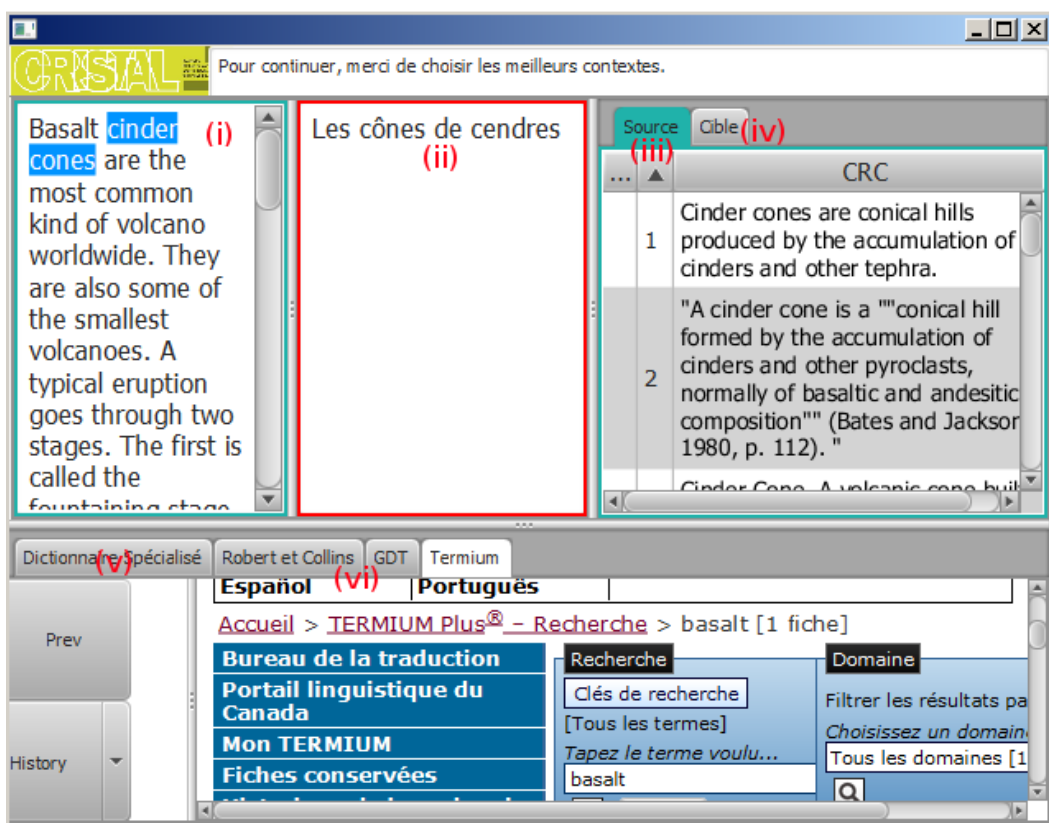 CRISTAL
Pour continuer, merci de choisir les meilleurs contextes.
Basalt cinder
cones are the
most common
kind of volcano
worldwide. They
are also some of
the smallest
volcanoes. A
typical eruption
goes through two
stages. The first is
called the
fountaining stage
(i)
Les cônes de cendres
(ii)
Source Cible
(iii) (iv)
... CRC
1 Cinder cones are conical hills
produced by the accumulation of
cinders and other tephra.
2 "A cinder cone is a ""conical hill
formed by the accumulation of
cinders and other pyroclasts,
normally of basaltic and andesitic
composition"" (Bates and Jackson
1980, p. 112). "
Cinder Cone. A volcanic cone buil
Dictionnaire Spécialisé Robert et Collins GDT Termium
(v) (vi)
Prev
History
Español Português
Accueil > TERMIUM Plus® – Recherche > basalt [1 fiche]
Bureau de la traduction
Portail linguistique du
Canada
Mon TERMIUM
Fiches conservées
Recherche
Clés de recherche
[Tous les termes]
Tapez le terme voulu...
basalt
Domaine
Filtrer les résultats pa
Choisissez un domain
Tous les domaines [1